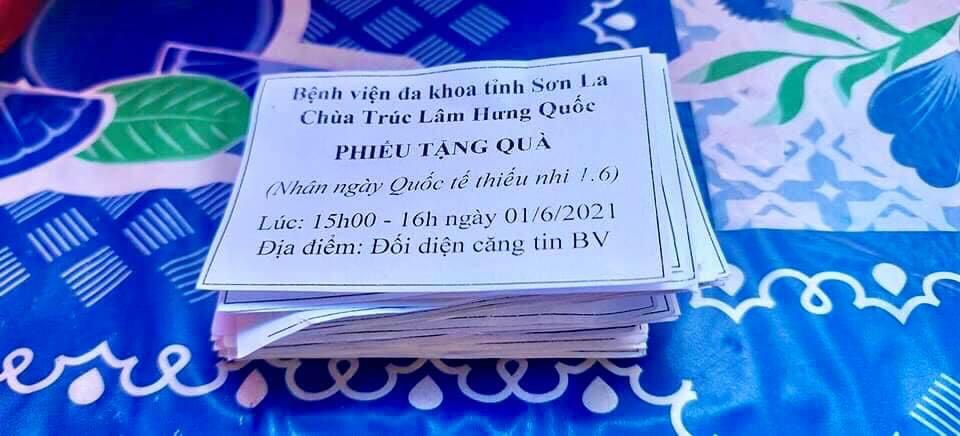 Bệnh viện đa khoa tỉnh Sơn La
Chùa Trúc Lâm Hưng Quốc
PHIẾU TẶNG QUÀ
(Nhân ngày Quốc tế thiếu nhi 1.6)
Lúc: 15h00 - 16h ngày 01/6/2021
Địa điểm: Đối diện căng tin BV